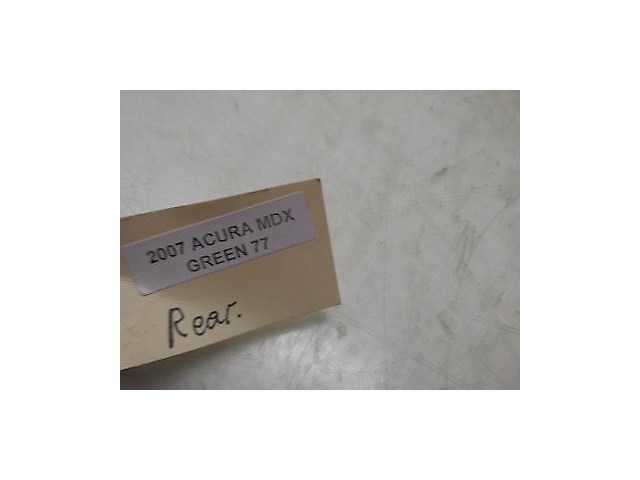 2007 ACURA MDX
GREEN 77
Rear.